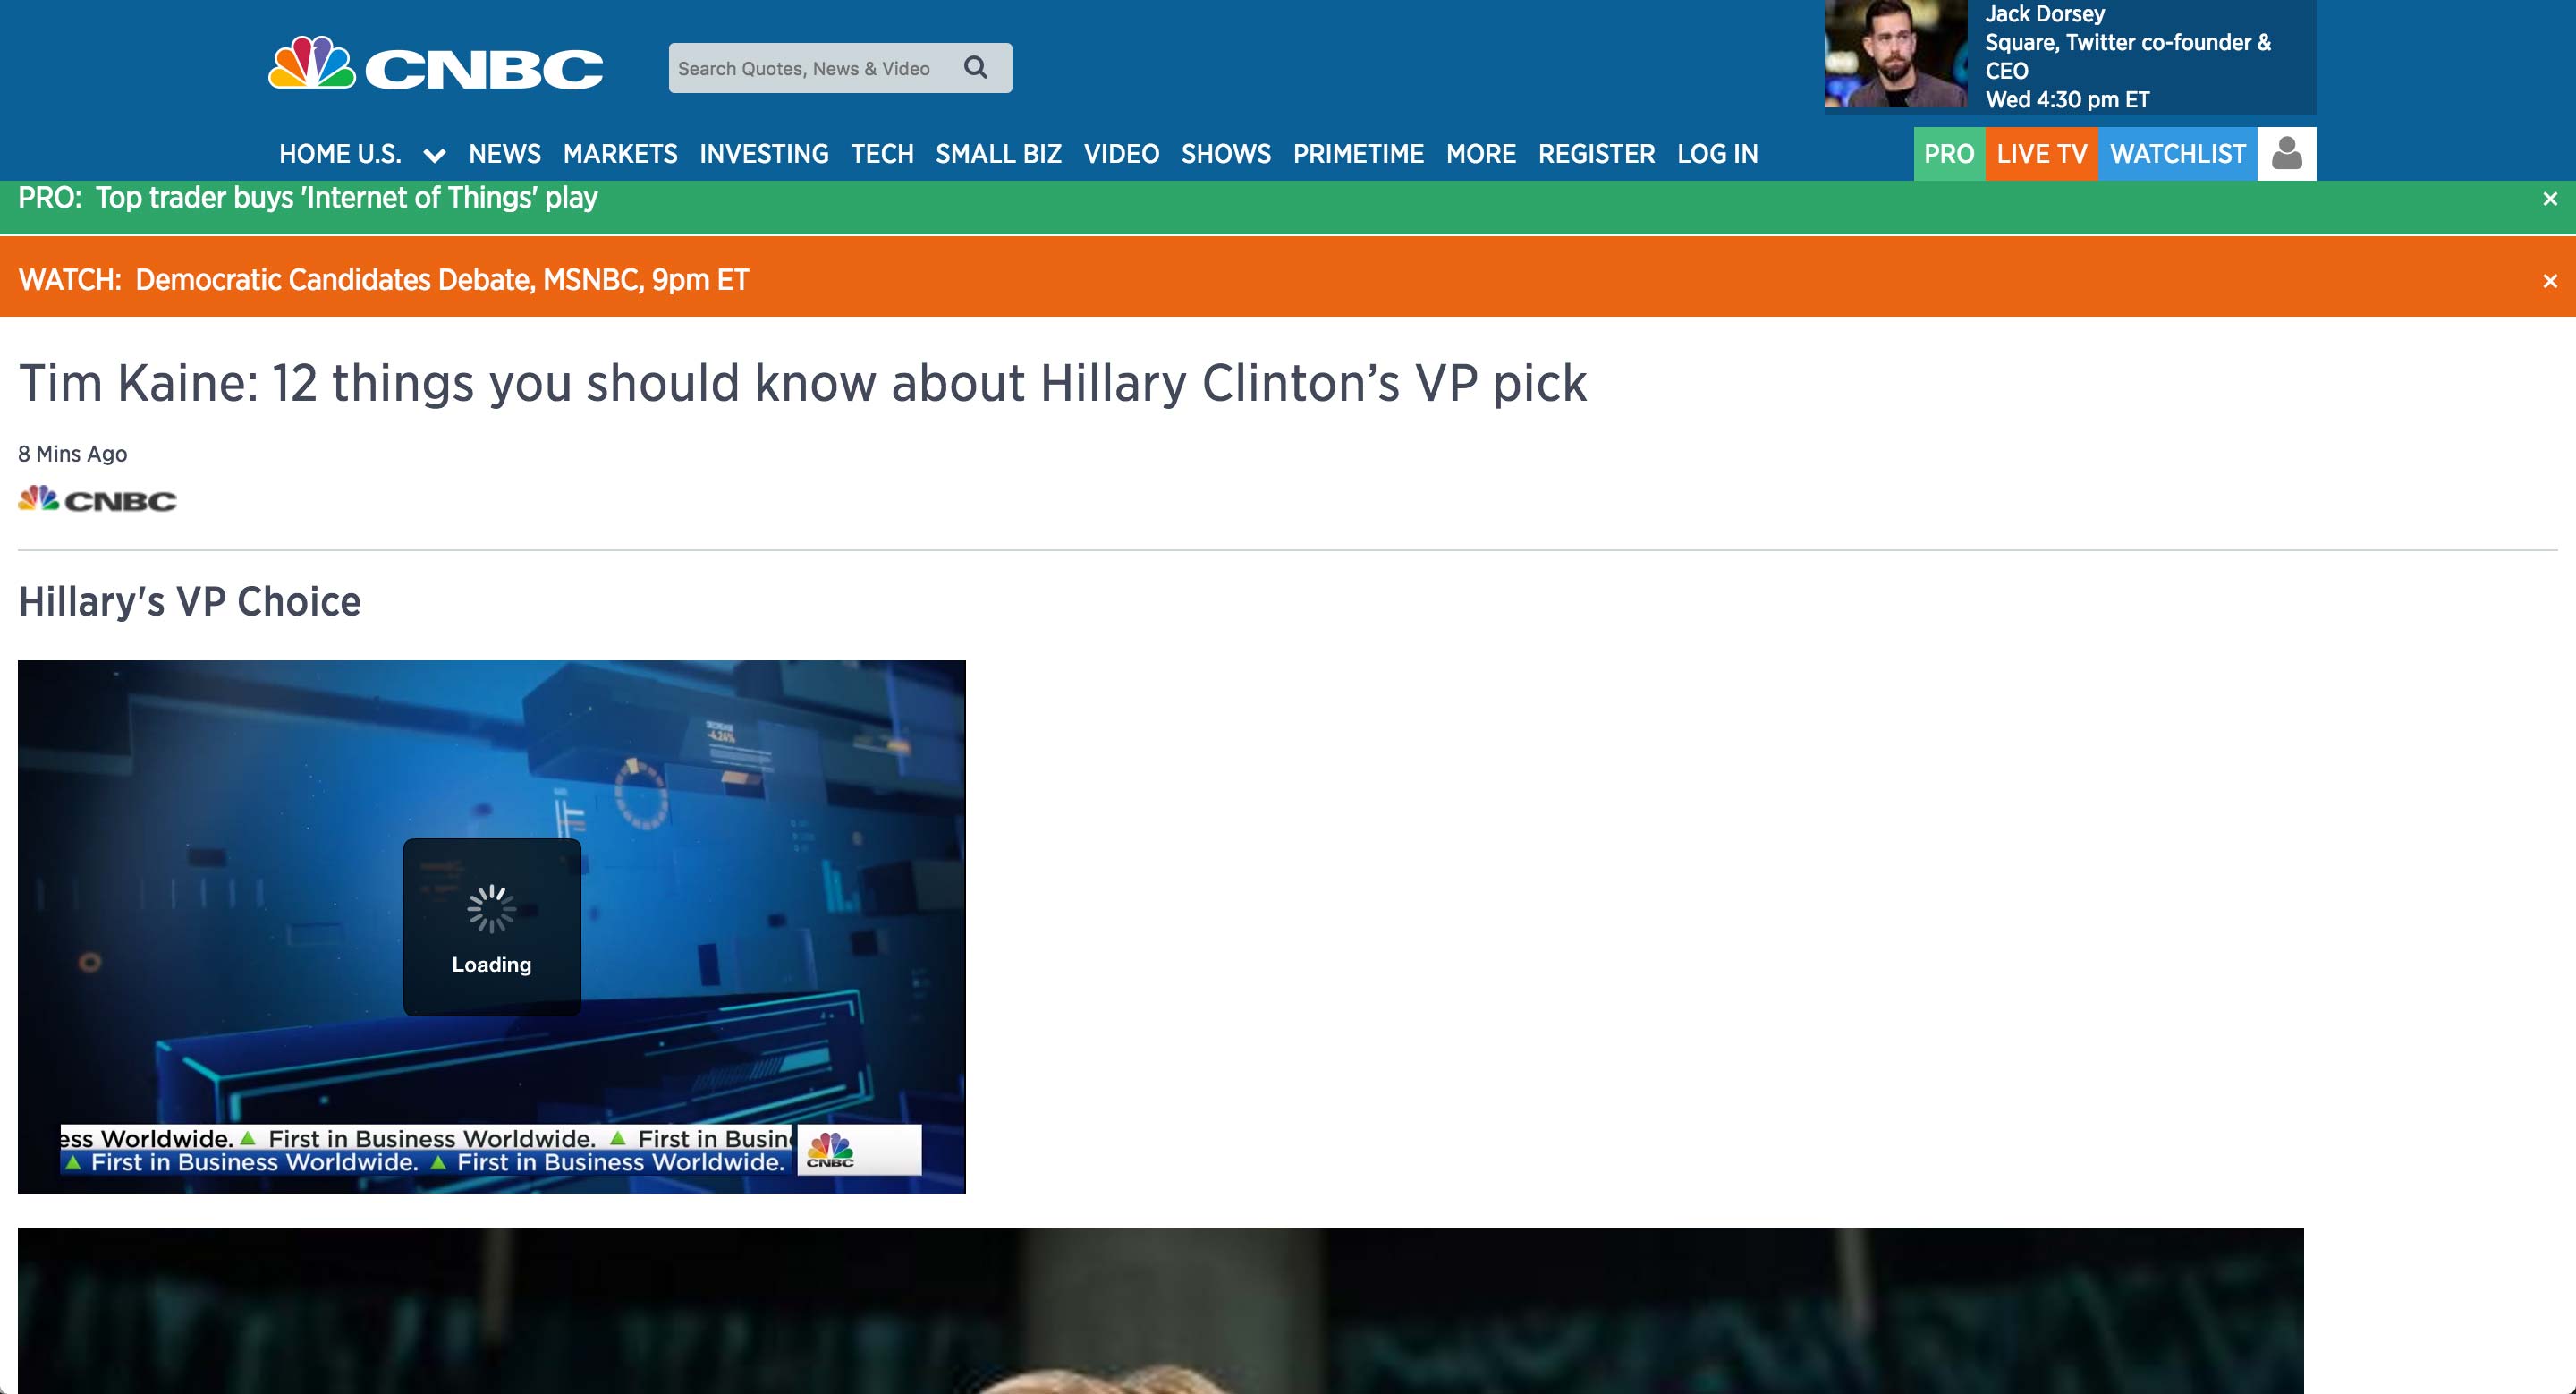 CNBC
Search Quotes, News & Video
Jack Dorsey
Square, Twitter co-founder &
CEO
Wed 4:30 pm ET
HOME U.S. NEWS MARKETS INVESTING TECH SMALL BIZ VIDEO SHOWS PRIMETIME MORE REGISTER LOG IN PRO LIVE TV WATCHLIST
PRO: Top trader buys 'Internet of Things' play ×
WATCH: Democratic Candidates Debate, MSNBC, 9pm ET ×
Tim Kaine: 12 things you should know about Hillary Clinton’s VP pick
8 Mins Ago
CNBC
Hillary's VP Choice
DECREASE
-4.24%
Loading
ess Worldwide. ▲ First in Business Worldwide. ▲ First in Busin
▲ First in Business Worldwide. ▲ First in Business Worldwide.
CNBC